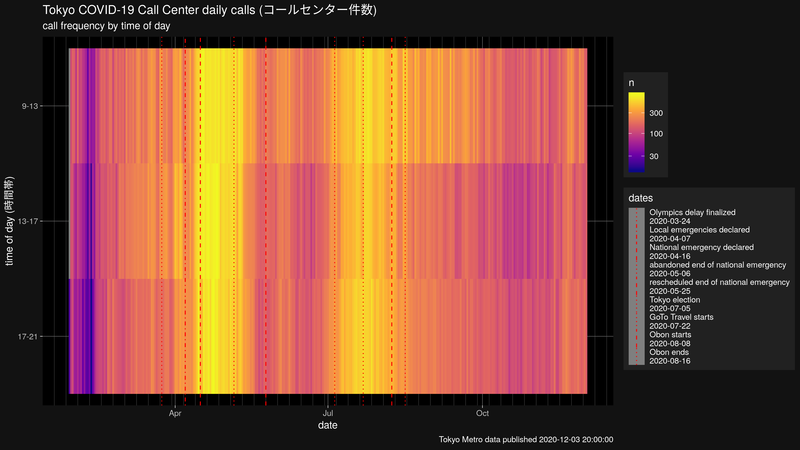 Tokyo COVID-19 Call Center daily calls (コールセンター件数)
call frequency by time of day
time of day (時間帯)
9-13
13-17
17-21
Apr
Jul
Oct
date
n
300
100
30
dates
Olympics delay finalized
2020-03-24
Local emergencies declared
2020-04-07
National emergency declared
2020-04-16
abandoned end of national emergency
2020-05-06
rescheduled end of national emergency
2020-05-25
Tokyo election
2020-07-05
GoTo Travel starts
2020-07-22
Obon starts
2020-08-08
Obon ends
2020-08-16
Tokyo Metro data published 2020-12-03 20:00:00